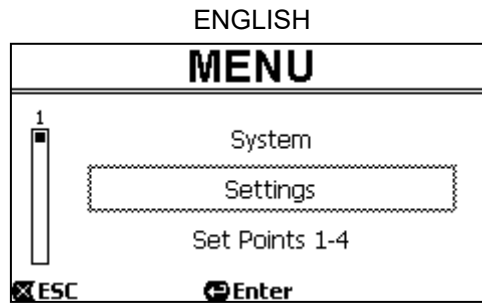 ENGLISH
MENU
1
System
Settings
Set Points 1-4
ESC Enter